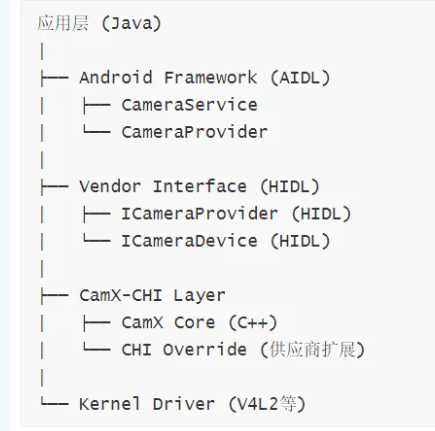 应用层 (Java)
│
├── Android Framework (AIDL)
│   ├── CameraService
│   └── CameraProvider
│
├── Vendor Interface (HIDL)
│   ├── ICameraProvider (HIDL)
│   └── ICameraDevice (HIDL)
│
├── CamX-CHI Layer
│   ├── CamX Core (C++)
│   └── CHI Override (供应商扩展)
│
└── Kernel Driver (V4L2等)